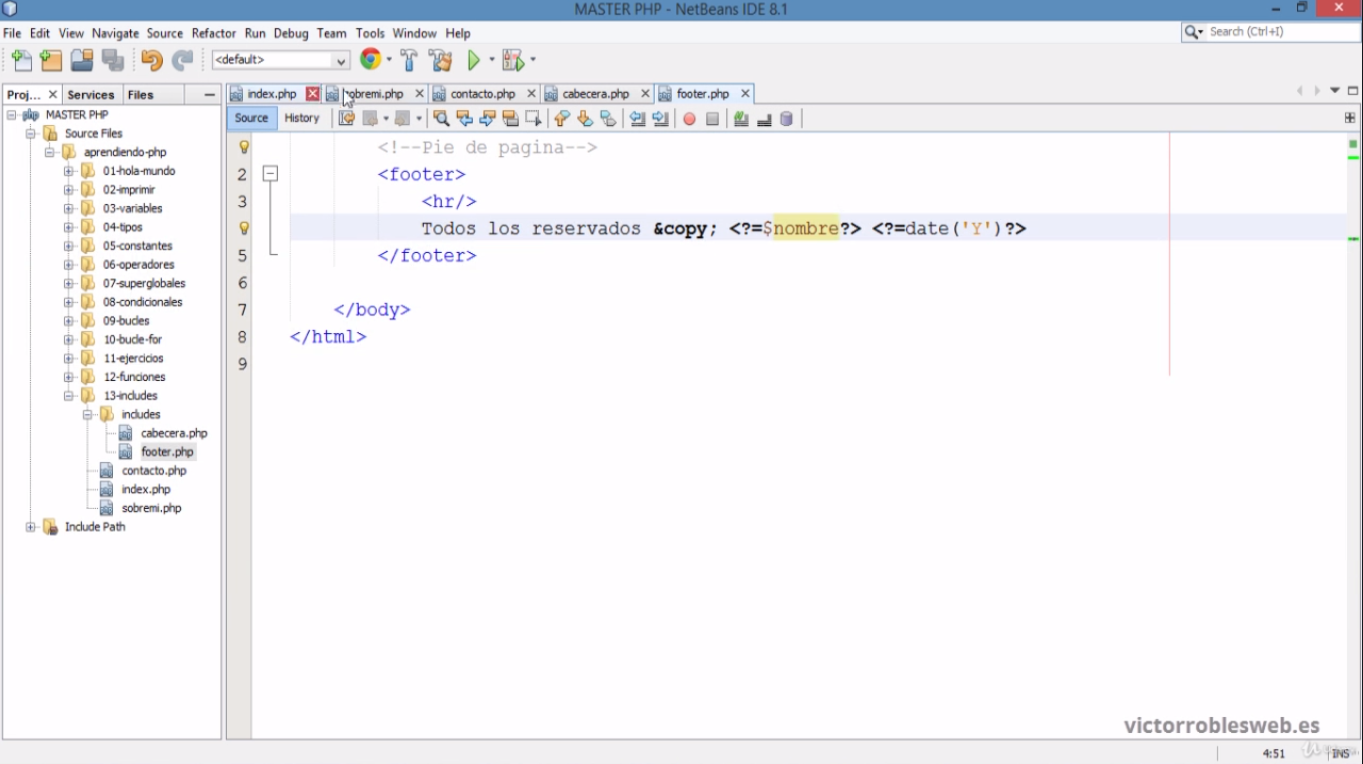 MASTER PHP - NetBeans IDE 8.1
File Edit View Navigate Source Refactor Run Debug Team Tools Window Help
Search (Ctrl+I)
<default>
Proj... Services Files
index.php sobremi.php contacto.php cabecera.php footer.php
Source History
MASTER PHP
Source Files
aprendiendo-php
01-hola-mundo
02-imprimir
03-variables
04-tipos
05-constantes
06-operadores
07-superglobales
08-condicionales
09-bucles
10-bucle-for
11-ejercicios
12-funciones
13-includes
includes
cabecera.php
footer.php
contacto.php
index.php
sobremi.php
Include Path
<!--Pie de pagina-->
2 <footer>
3 <hr/>
Todos los reservados &copy; <?=$nombre?> <?=date('Y')?>
5 </footer>
6
7 </body>
8 </html>
9
victorroblesweb.es
4:51 INS